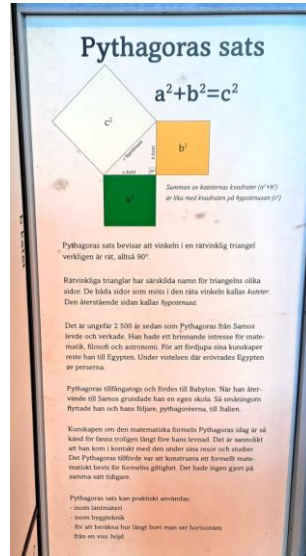 Pythagoras sats
a²+b²=c²
c²
c hypotenusa
b katet
b²
a katet
90°
a²
Summan av kateternas kvadrater (a²+b²)
är lika med kvadraten på hypotenusan (c²)
Pythagoras sats bevisar att vinkeln i en rätvinklig triangel
verkligen är rät, alltså 90°.
Rätvinkliga trianglar har särskilda namn för triangelns olika
sidor. De båda sidor som möts i den räta vinkeln kallas kateter.
Den återstående sidan kallas hypotenusa.
Det är ungefär 2 500 år sedan som Pythagoras från Samos
levde och verkade. Han hade ett brinnande intresse för mate-
matik, filosofi och astronomi. För att fördjupa sina kunskaper
reste han till Egypten. Under vistelsen där erövrades Egypten
av perserna.
Pythagoras tillfångatogs och fördes till Babylon. När han åter-
vände till Samos grundade han en egen skola. Så småningom
flyttade han och hans följare, pythagoréerna, till Italien.
Kunskapen om den matematiska formeln Pythagoras idag är så
känd för fanns troligen långt före hans levnad. Det är sannolikt
att han kom i kontakt med den under sina resor och studier.
Det Pythagoras tillförde var att konstruera ett formellt mate-
matiskt bevis för formelns giltighet. Det hade ingen gjort på
samma sätt tidigare.
Pythagoras sats kan praktiskt användas:
- inom lantmäteri
- inom byggteknik
- för att beräkna hur långt bort man ser horisonten
från en viss höjd